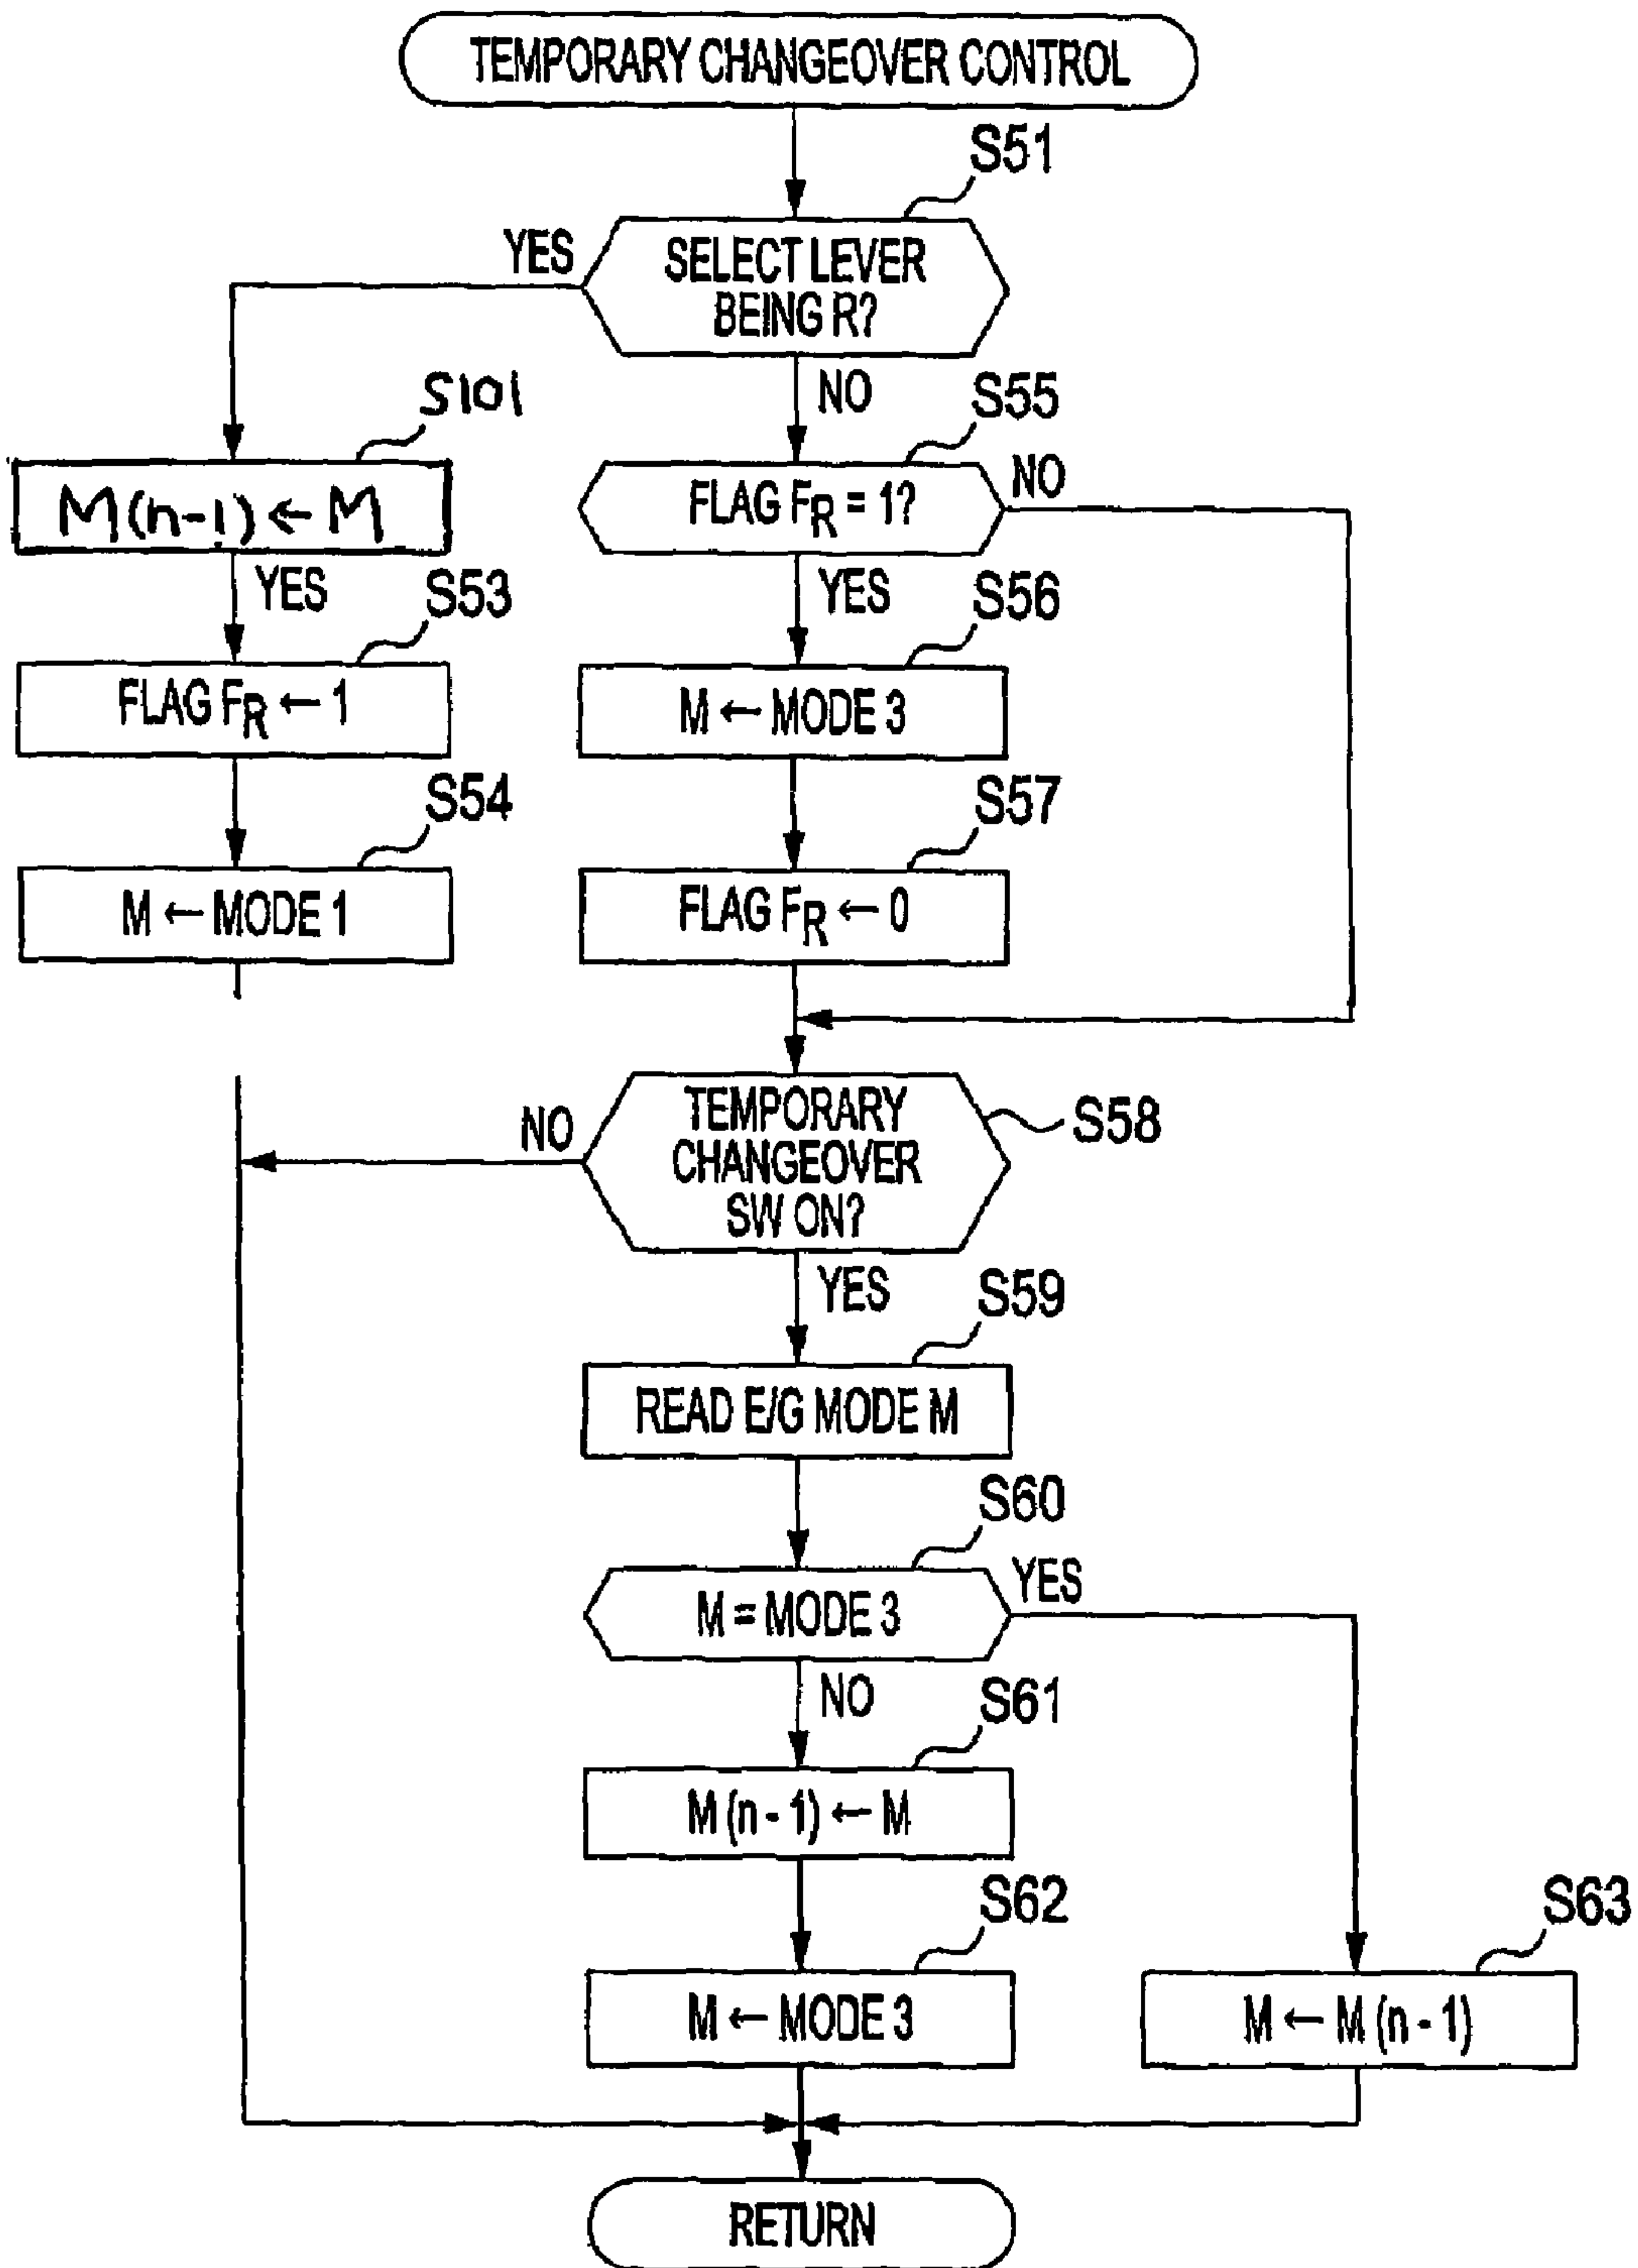 TEMPORARY CHANGEOVER CONTROL
S51
YES
SELECT LEVER
BEING R?
NO
S101
M(n-1) ← M
S55
FLAG FR = 1?
NO
YES
S53
FLAG FR ← 1
YES
S56
M ← MODE 3
S54
M ← MODE 1
S57
FLAG FR ← 0
NO
TEMPORARY
CHANGEOVER
SW ON?
S58
YES
S59
READ E/G MODE M
S60
M = MODE 3
YES
NO
S61
M (n - 1) ← M
S62
M ← MODE 3
S63
M ← M (n - 1)
RETURN